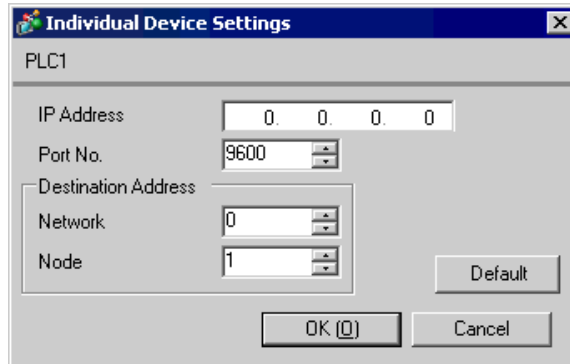 Individual Device Settings
PLC1
IP Address 0. 0. 0. 0
Port No. 9600
Destination Address
Network 0
Node 1
Default
OK (O) Cancel